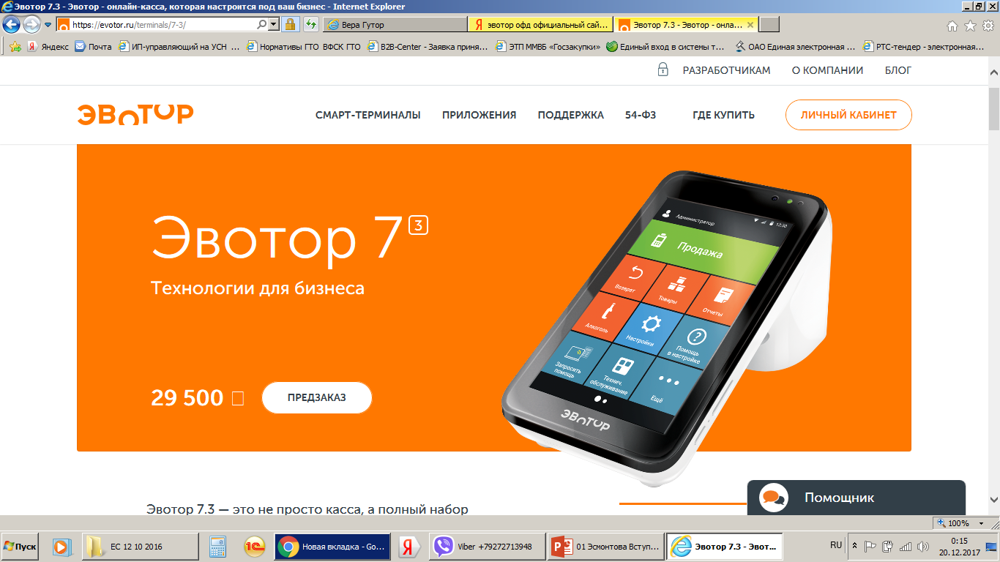 Эвотор 7.3 - Эвотор - онлайн-касса, которая настроится под ваш бизнес - Internet Explorer
https://evotor.ru/terminals/7-3/
Вера Гутор
эвотор офд официальный сай...
Эвотор 7.3 - Эвотор - онла...
Яндекс
Почта
ИП-управляющий на УСН ...
Нормативы ГТО ВФСК ГТО
B2B-Center - Заявка приня...
ЭТП ММВБ «Госзакупки»
Единый вход в системы т...
ОАО Единая электронная ...
РТС-тендер - электронная...
РАЗРАБОТЧИКАМ
О КОМПАНИИ
БЛОГ
ЭВОТОР
СМАРТ-ТЕРМИНАЛЫ
ПРИЛОЖЕНИЯ
ПОДДЕРЖКА
54-ФЗ
ГДЕ КУПИТЬ
ЛИЧНЫЙ КАБИНЕТ
Эвотор 7 3
Технологии для бизнеса
29 500
ПРЕДЗАКАЗ
Администратор
12:30
Продажа
Возврат
Товары
Отчеты
Алкоголь
Настройки
Помощь
в настройке
Запросить
помощь
Технич.
обслуживание
Ещё
ЭВОТОР
Эвотор 7.3 — это не просто касса, а полный набор
Помощник
100%
Пуск
ЕС 12 10 2016
Новая вкладка - Go...
Viber +79272713948
01 Эсмонтова Вступ...
Эвотор 7.3 - Эвот...
RU
0:15
20.12.2017